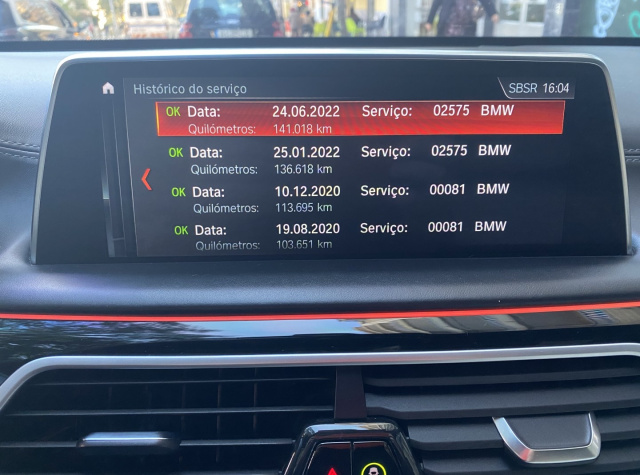 Histórico do serviço SBSR 16:04
OK Data: 24.06.2022 Serviço: 02575 BMW
Quilómetros: 141.018 km
OK Data: 25.01.2022 Serviço: 02575 BMW
Quilómetros: 136.618 km
OK Data: 10.12.2020 Serviço: 00081 BMW
Quilómetros: 113.695 km
OK Data: 19.08.2020 Serviço: 00081 BMW
Quilómetros: 103.651 km